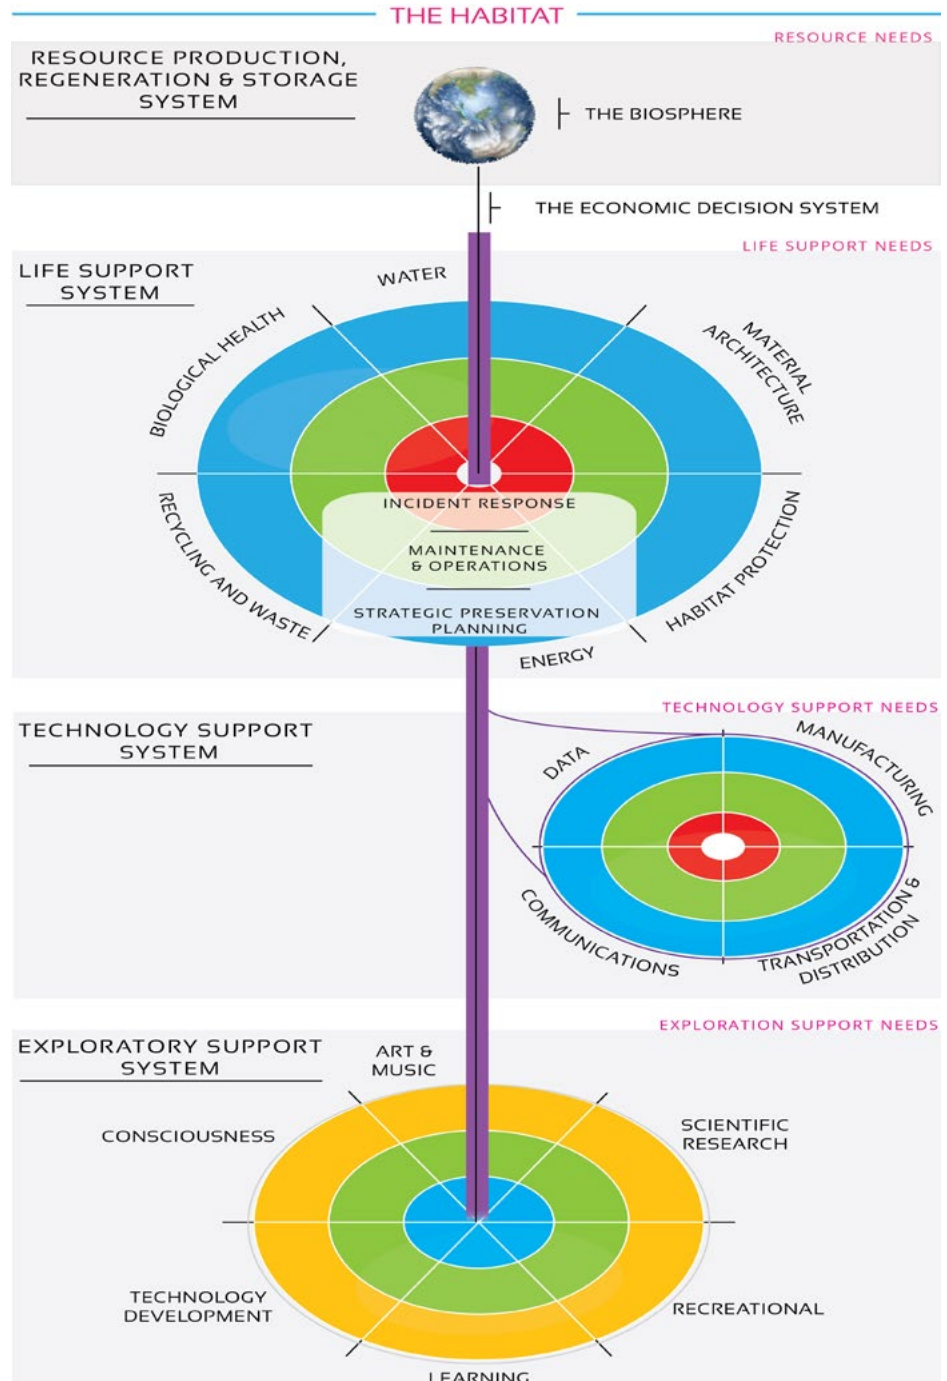 THE HABITAT
RESOURCE NEEDS
RESOURCE PRODUCTION,
REGENERATION & STORAGE
SYSTEM
THE BIOSPHERE
THE ECONOMIC DECISION SYSTEM
LIFE SUPPORT NEEDS
LIFE SUPPORT
SYSTEM
WATER
BIOLOGICAL HEALTH
MATERIAL
ARCHITECTURE
INCIDENT RESPONSE
MAINTENANCE
& OPERATIONS
STRATEGIC PRESERVATION
PLANNING
RECYCLING AND WASTE
HABITAT PROTECTION
ENERGY
TECHNOLOGY SUPPORT NEEDS
TECHNOLOGY SUPPORT
SYSTEM
DATA
MANUFACTURING
COMMUNICATIONS
TRANSPORTATION &
DISTRIBUTION
EXPLORATION SUPPORT NEEDS
EXPLORATORY SUPPORT
SYSTEM
ART &
MUSIC
CONSCIOUSNESS
SCIENTIFIC
RESEARCH
TECHNOLOGY
DEVELOPMENT
RECREATIONAL
LEARNING